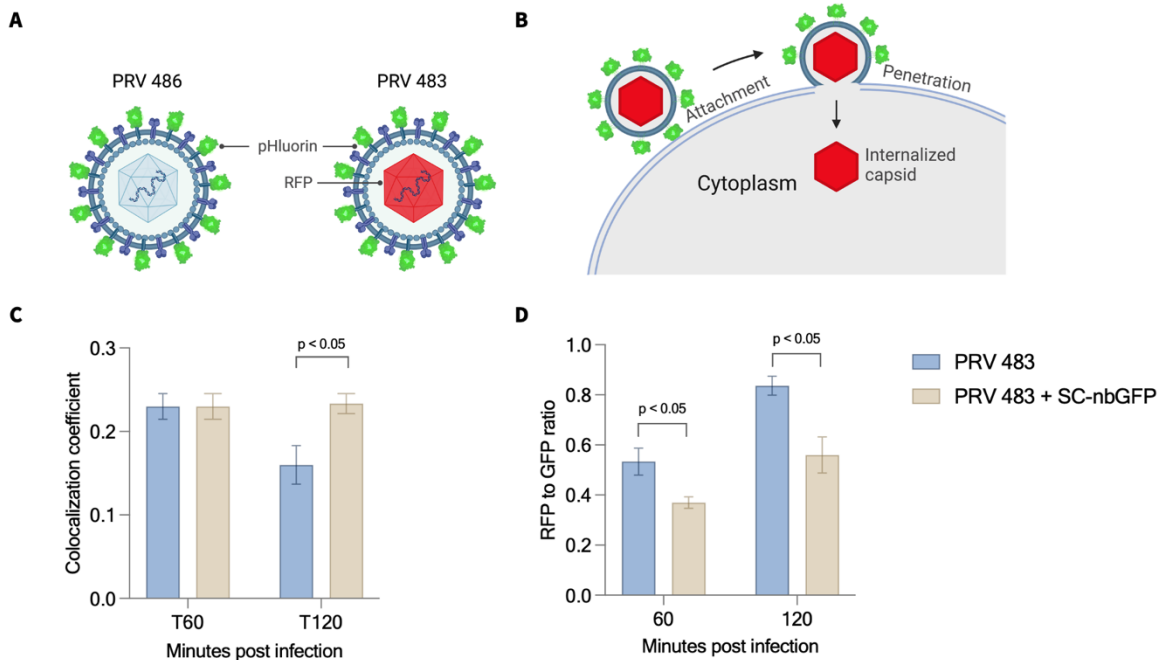 A
PRV 486
PRV 483
pHluorin
RFP
B
Attachment
Penetration
Cytoplasm
Internalized
capsid
C
Colocalization coefficient
0.3
0.2
0.1
0.0
p < 0.05
T60
T120
Minutes post infection
D
RFP to GFP ratio
1.0
0.8
0.6
0.4
0.2
0.0
p < 0.05
p < 0.05
60
120
Minutes post infection
PRV 483
PRV 483 + SC-nbGFP